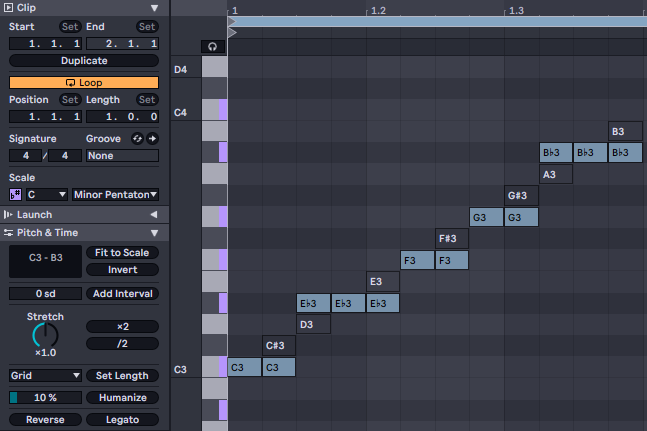 Clip
Start Set End Set
1. 1. 1 2. 1. 1
Duplicate
Loop
Position Set Length Set
1. 1. 1 1. 0. 0
Signature Groove
4 / 4 None
Scale
b# C Minor Pentaton
Launch
Pitch & Time
C3 - B3 Fit to Scale
Invert
0 sd Add Interval
Stretch
×2
×1.0 /2
Grid Set Length
10 % Humanize
Reverse Legato
1 1.2 1.3
D4
C4
B3
B♭3 B♭3 B♭3
A3
G#3
G3 G3
F#3
F3 F3
E3
E♭3 E♭3 E♭3
D3
C#3
C3 C3 C3